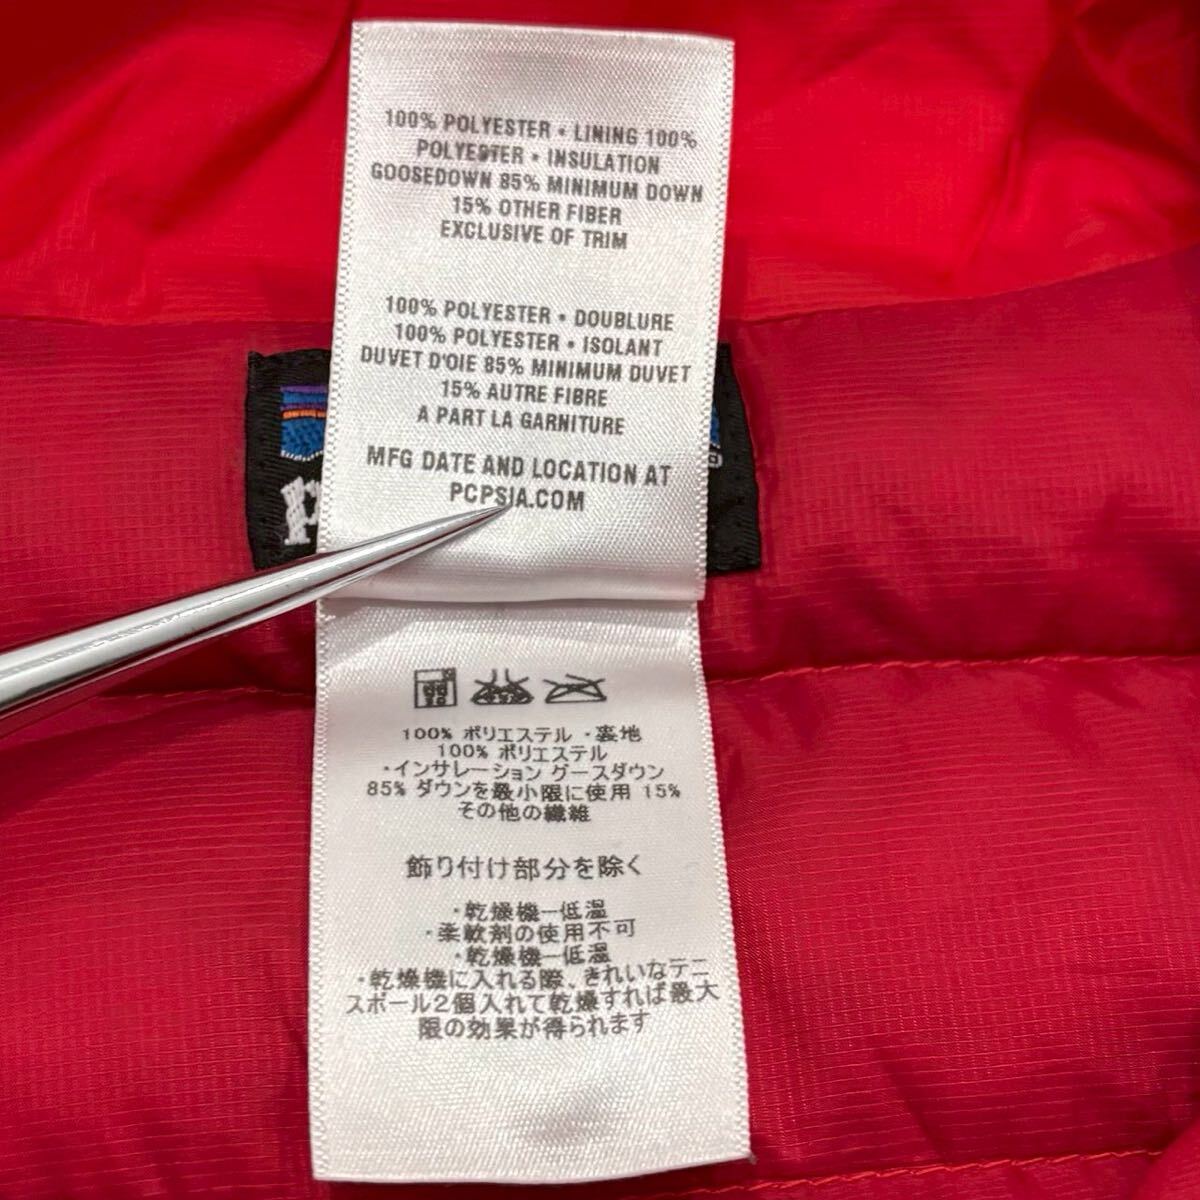 100% POLYESTER • LINING 100%
POLYESTER • INSULATION
GOOSEDOWN 85% MINIMUM DOWN
15% OTHER FIBER
EXCLUSIVE OF TRIM
100% POLYESTER • DOUBLURE
100% POLYESTER • ISOLANT
DUVET D'OIE 85% MINIMUM DUVET
15% AUTRE FIBRE
A PART LA GARNITURE
MFG DATE AND LOCATION AT
PCPSIA.COM
100% ポリエステル ・裏地
100% ポリエステル
・インサレーション グースダウン
85% ダウンを最小限に使用 15%
その他の繊維
飾り付け部分を除く
・乾燥機ー低温
・柔軟剤の使用不可
・乾燥機ー低温
・乾燥機に入れる際、きれいなテニ
スボール2個入れて乾燥すれば最大
限の効果が得られます